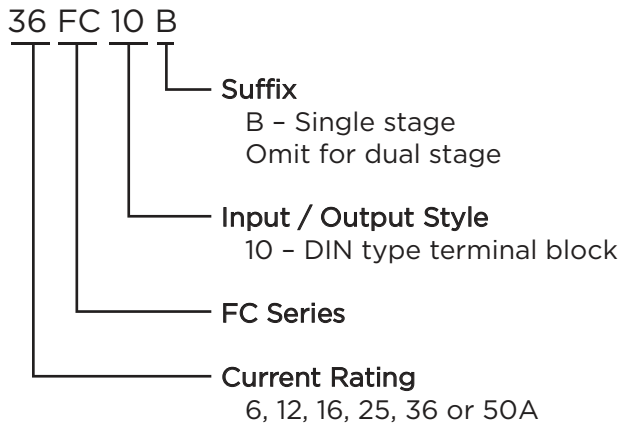 36 FC 10 B
Suffix
B – Single stage
Omit for dual stage
Input / Output Style
10 – DIN type terminal block
FC Series
Current Rating
6, 12, 16, 25, 36 or 50A